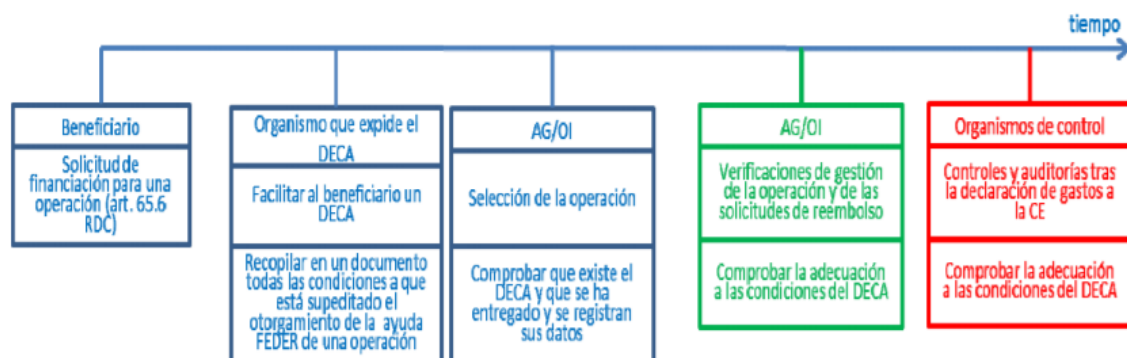 tiempo
Beneficiario
Solicitud de
financiación para una
operación (art. 65.6
RDC)
Organismo que expide el
DECA
Facilitar al beneficiario un
DECA
Recopilar en un documento
todas las condiciones a que
está supeditado el
otorgamiento de la ayuda
FEDER de una operación
AG/OI
Selección de la operación
Comprobar que existe el
DECA y que se ha
entregado y se registran
sus datos
AG/OI
Verificaciones de gestión
de la operación y de las
solicitudes de reembolso
Comprobar la adecuación
a las condiciones del DECA
Organismos de control
Controles y auditorías tras
la declaración de gastos a
la CE
Comprobar la adecuación
a las condiciones del DECA